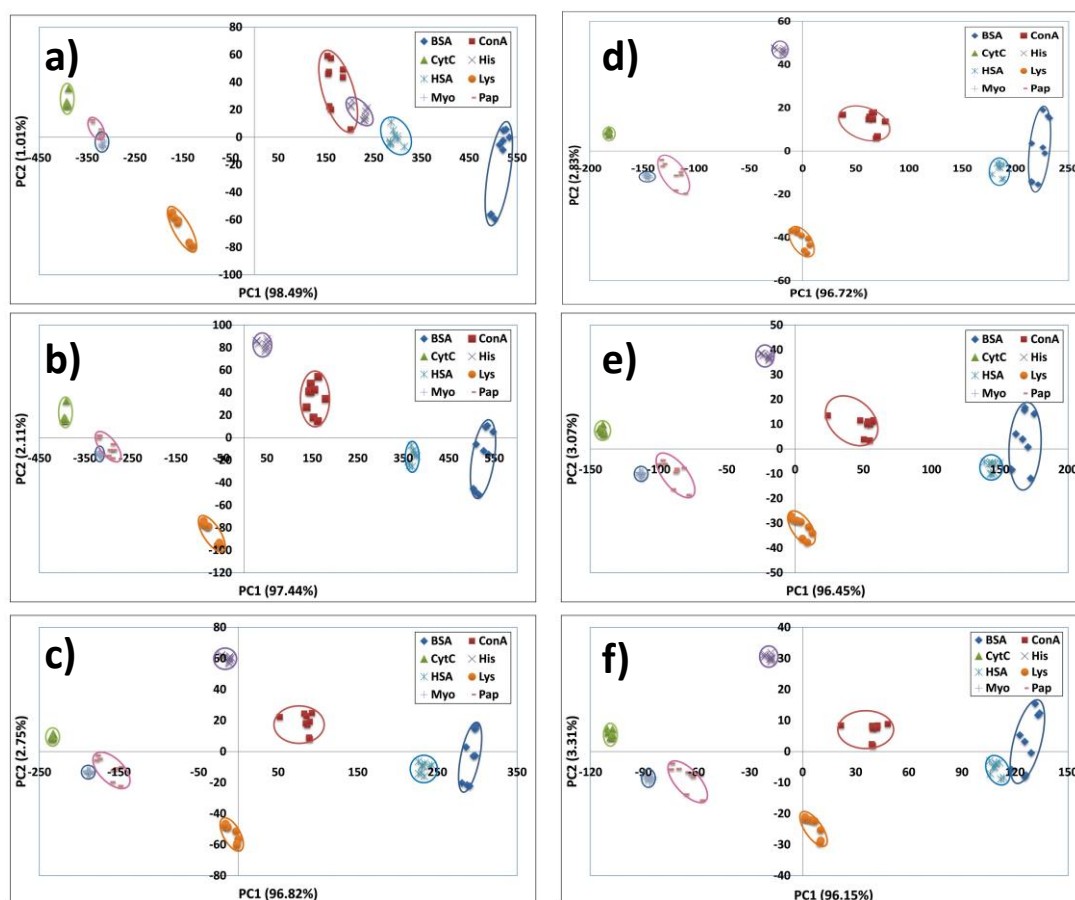 a)
BSA ConA
CytC His
HSA Lys
Myo Pap
80
60
40
20
0
-20
-40
-60
-80
-100
-450 -350 -250 -150 -50 50 150 250 350 450 550
PC2 (1.01%)
PC1 (98.49%)
d)
BSA ConA
CytC His
HSA Lys
Myo Pap
60
40
20
0
-20
-40
-60
-200 -150 -100 -50 0 50 100 150 200 250
PC2 (2.83%)
PC1 (96.72%)
b)
BSA ConA
CytC His
HSA Lys
Myo Pap
100
80
60
40
20
0
-20
-40
-60
-80
-100
-120
-450 -350 -250 -150 -50 50 150 250 350 450 550
PC2 (2.11%)
PC1 (97.44%)
e)
BSA ConA
CytC His
HSA Lys
Myo Pap
50
40
30
20
10
0
-10
-20
-30
-40
-50
-150 -100 -50 0 50 100 150 200
PC2 (3.07%)
PC1 (96.45%)
c)
BSA ConA
CytC His
HSA Lys
Myo Pap
80
60
40
20
0
-20
-40
-60
-80
-250 -150 -50 50 150 250 350
PC2 (2.75%)
PC1 (96.82%)
f)
BSA ConA
CytC His
HSA Lys
Myo Pap
40
30
20
10
0
-10
-20
-30
-40
-120 -90 -60 -30 0 30 60 90 120 150
PC2 (3.31%)
PC1 (96.15%)